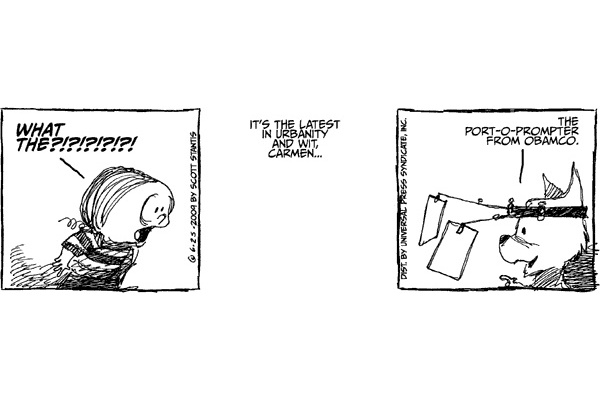 WHAT
THE?!?!?!?!?!
© 6-25-2009 BY SCOTT STANTIS
IT'S THE LATEST
IN URBANITY
AND WIT,
CARMEN...
DIST. BY UNIVERSAL PRESS SYNDICATE, INC.
THE
PORT-O-PROMPTER
FROM OBAMCO.